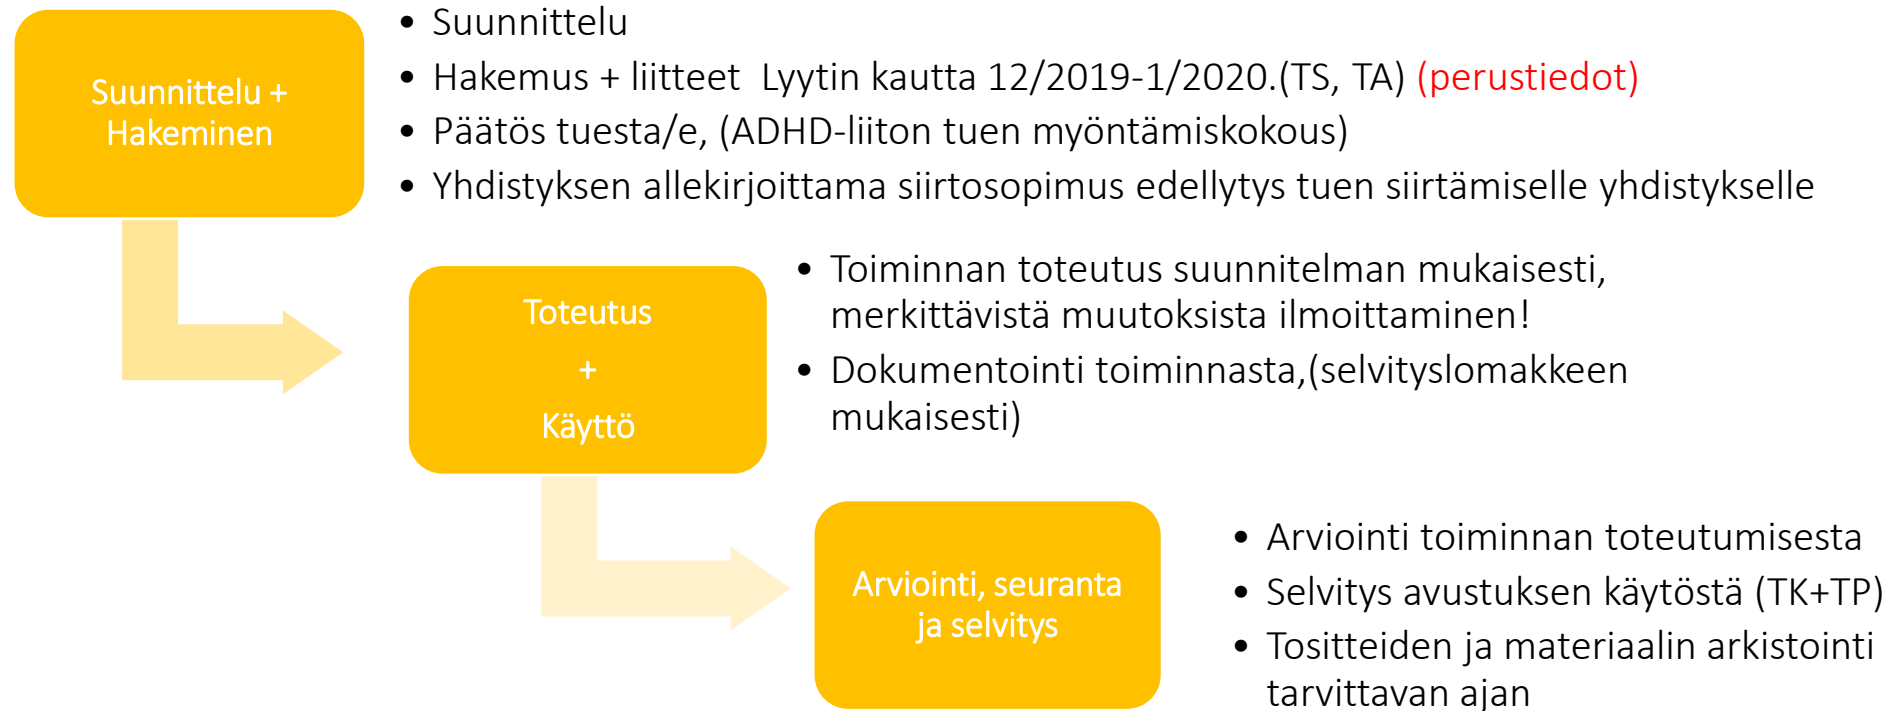 Suunnittelu +
Hakeminen
• Suunnittelu
• Hakemus + liitteet Lyytin kautta 12/2019-1/2020.(TS, TA) (perustiedot)
• Päätös tuesta/e, (ADHD-liiton tuen myöntämiskokous)
• Yhdistyksen allekirjoittama siirtosopimus edellytys tuen siirtämiselle yhdistykselle
Toteutus
+
Käyttö
• Toiminnan toteutus suunnitelman mukaisesti,
merkittävistä muutoksista ilmoittaminen!
• Dokumentointi toiminnasta,(selvityslomakkeen
mukaisesti)
Arviointi, seuranta
ja selvitys
• Arviointi toiminnan toteutumisesta
• Selvitys avustuksen käytöstä (TK+TP)
• Tositteiden ja materiaalin arkistointi
tarvittavan ajan